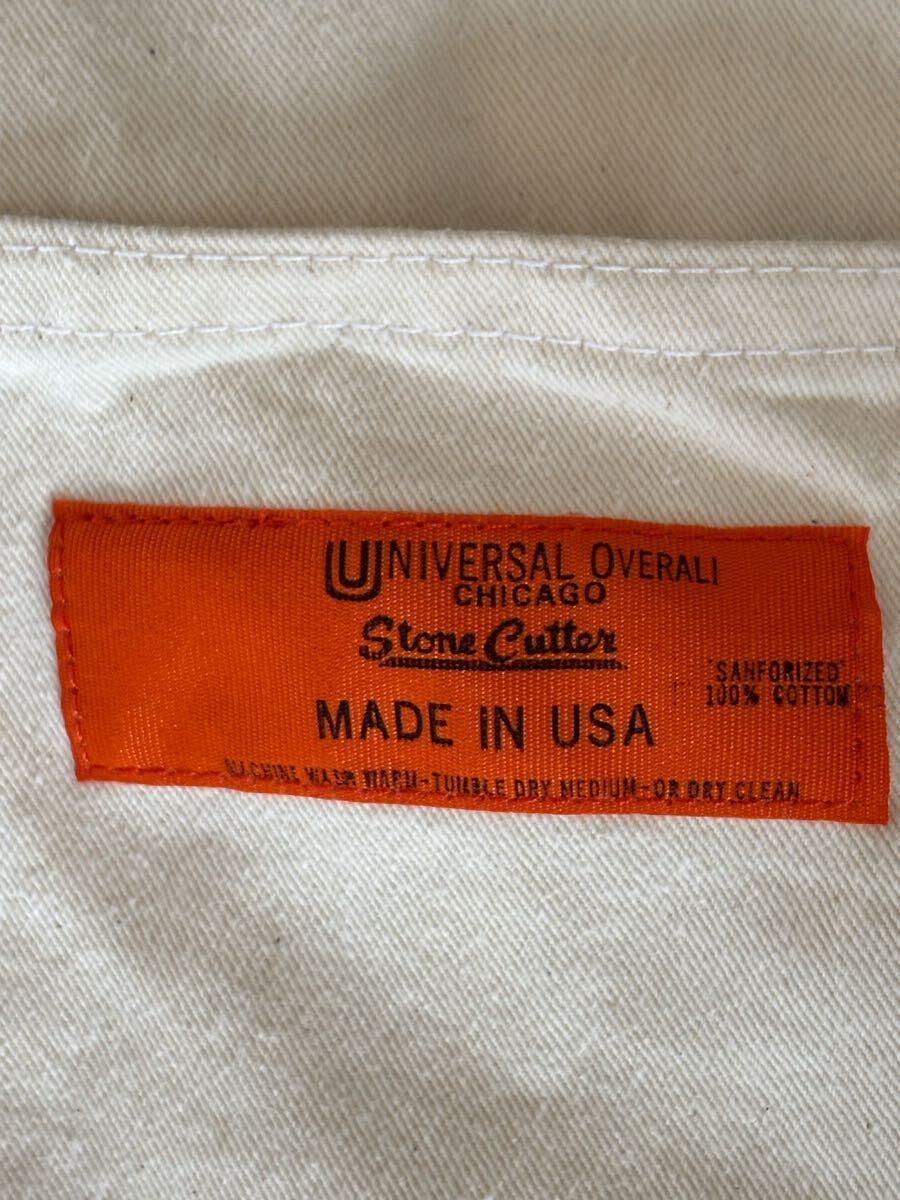 UNIVERSAL OVERALL
CHICAGO
Stone Cutter
"SANFORIZED"
100% COTTON
MADE IN USA
MACHINE WASH WARM-TUMBLE DRY MEDIUM-OR DRY CLEAN